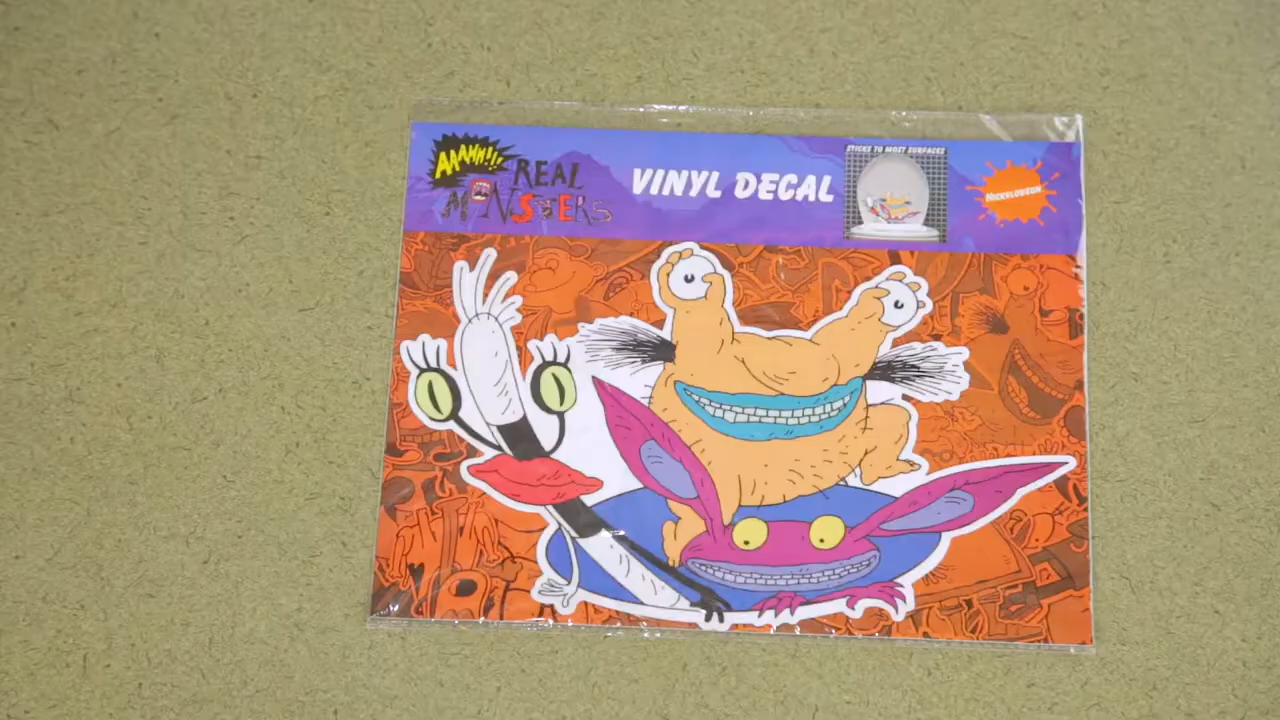 AAAHH!!!
REAL
MONSTERS
VINYL DECAL
STICKS TO MOST SURFACES
NICKELODEON